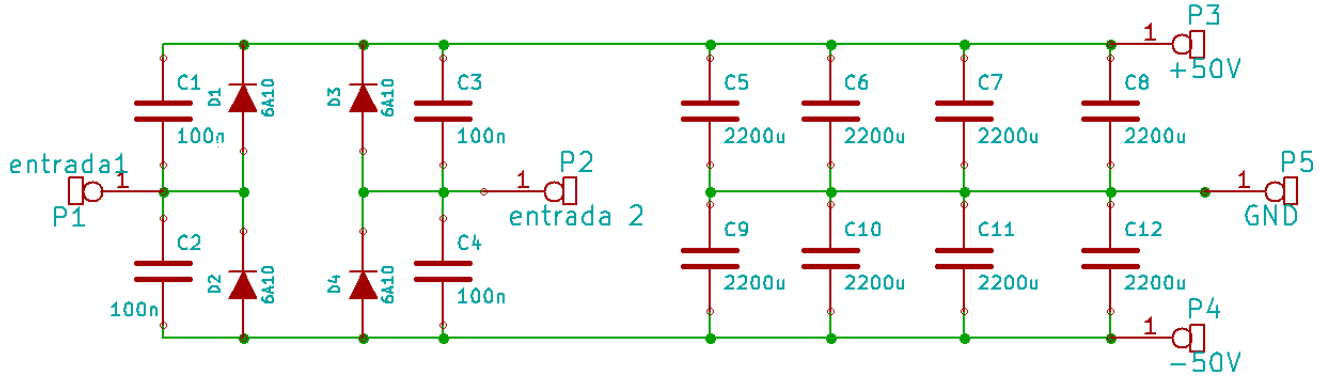 P3
1
+50V
C1
100n
D1
6A10
D3
6A10
C3
100n
C5
2200u
C6
2200u
C7
2200u
C8
2200u
entrada1
1
P1
P2
1
entrada 2
P5
1
GND
C2
100n
D2
6A10
D4
6A10
C4
100n
C9
2200u
C10
2200u
C11
2200u
C12
2200u
P4
1
-50V